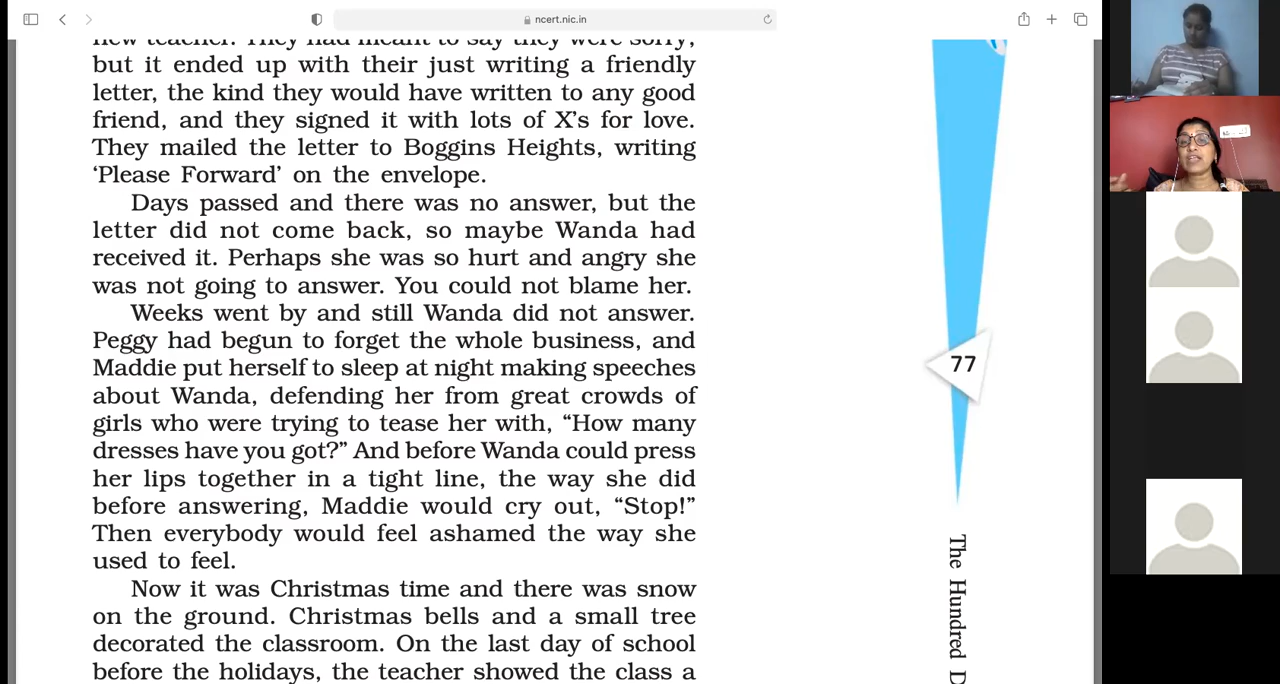 ncert.nic.in
new teacher. They had meant to say they were sorry,
but it ended up with their just writing a friendly
letter, the kind they would have written to any good
friend, and they signed it with lots of X's for love.
They mailed the letter to Boggins Heights, writing
‘Please Forward’ on the envelope.
Days passed and there was no answer, but the
letter did not come back, so maybe Wanda had
received it. Perhaps she was so hurt and angry she
was not going to answer. You could not blame her.
Weeks went by and still Wanda did not answer.
Peggy had begun to forget the whole business, and
Maddie put herself to sleep at night making speeches
about Wanda, defending her from great crowds of
girls who were trying to tease her with, “How many
dresses have you got?” And before Wanda could press
her lips together in a tight line, the way she did
before answering, Maddie would cry out, “Stop!”
Then everybody would feel ashamed the way she
used to feel.
Now it was Christmas time and there was snow
on the ground. Christmas bells and a small tree
decorated the classroom. On the last day of school
before the holidays, the teacher showed the class a
77
The Hundred D